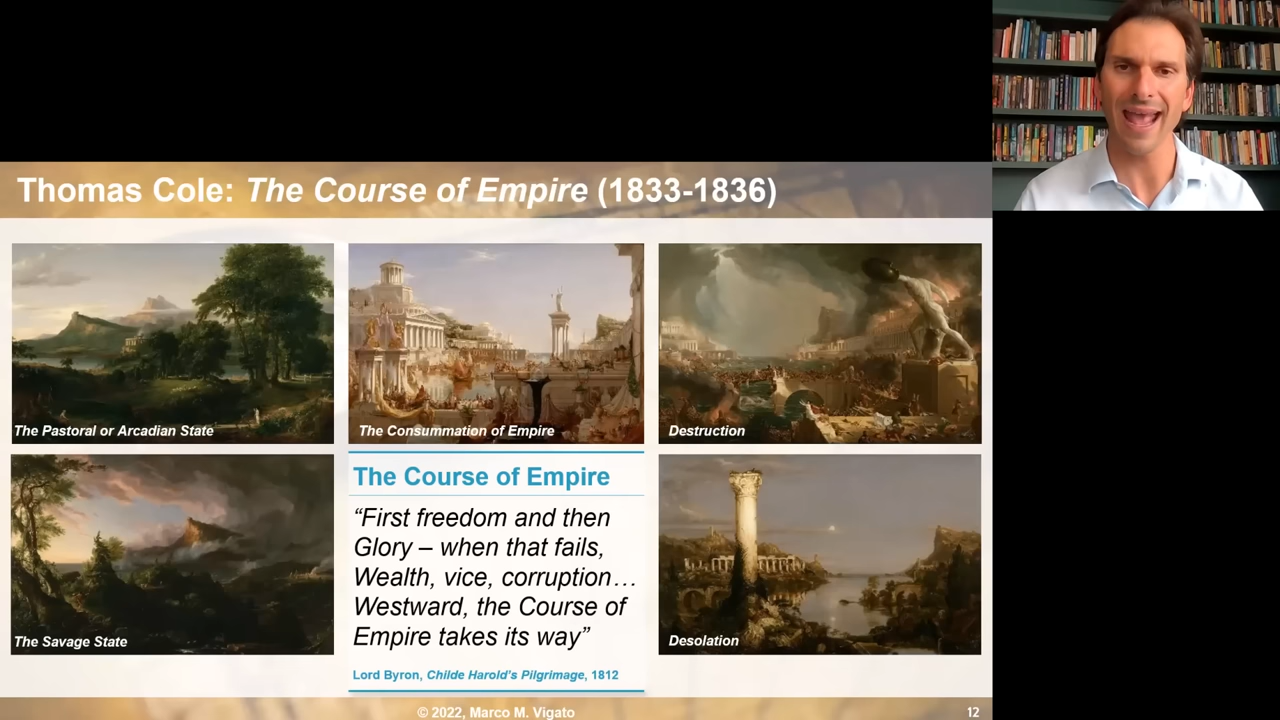 Thomas Cole: The Course of Empire (1833-1836)
The Pastoral or Arcadian State
The Consummation of Empire
Destruction
The Savage State
The Course of Empire
“First freedom and then
Glory – when that fails,
Wealth, vice, corruption…
Westward, the Course of
Empire takes its way”
Lord Byron, Childe Harold’s Pilgrimage, 1812
Desolation
© 2022, Marco M. Vigato
12